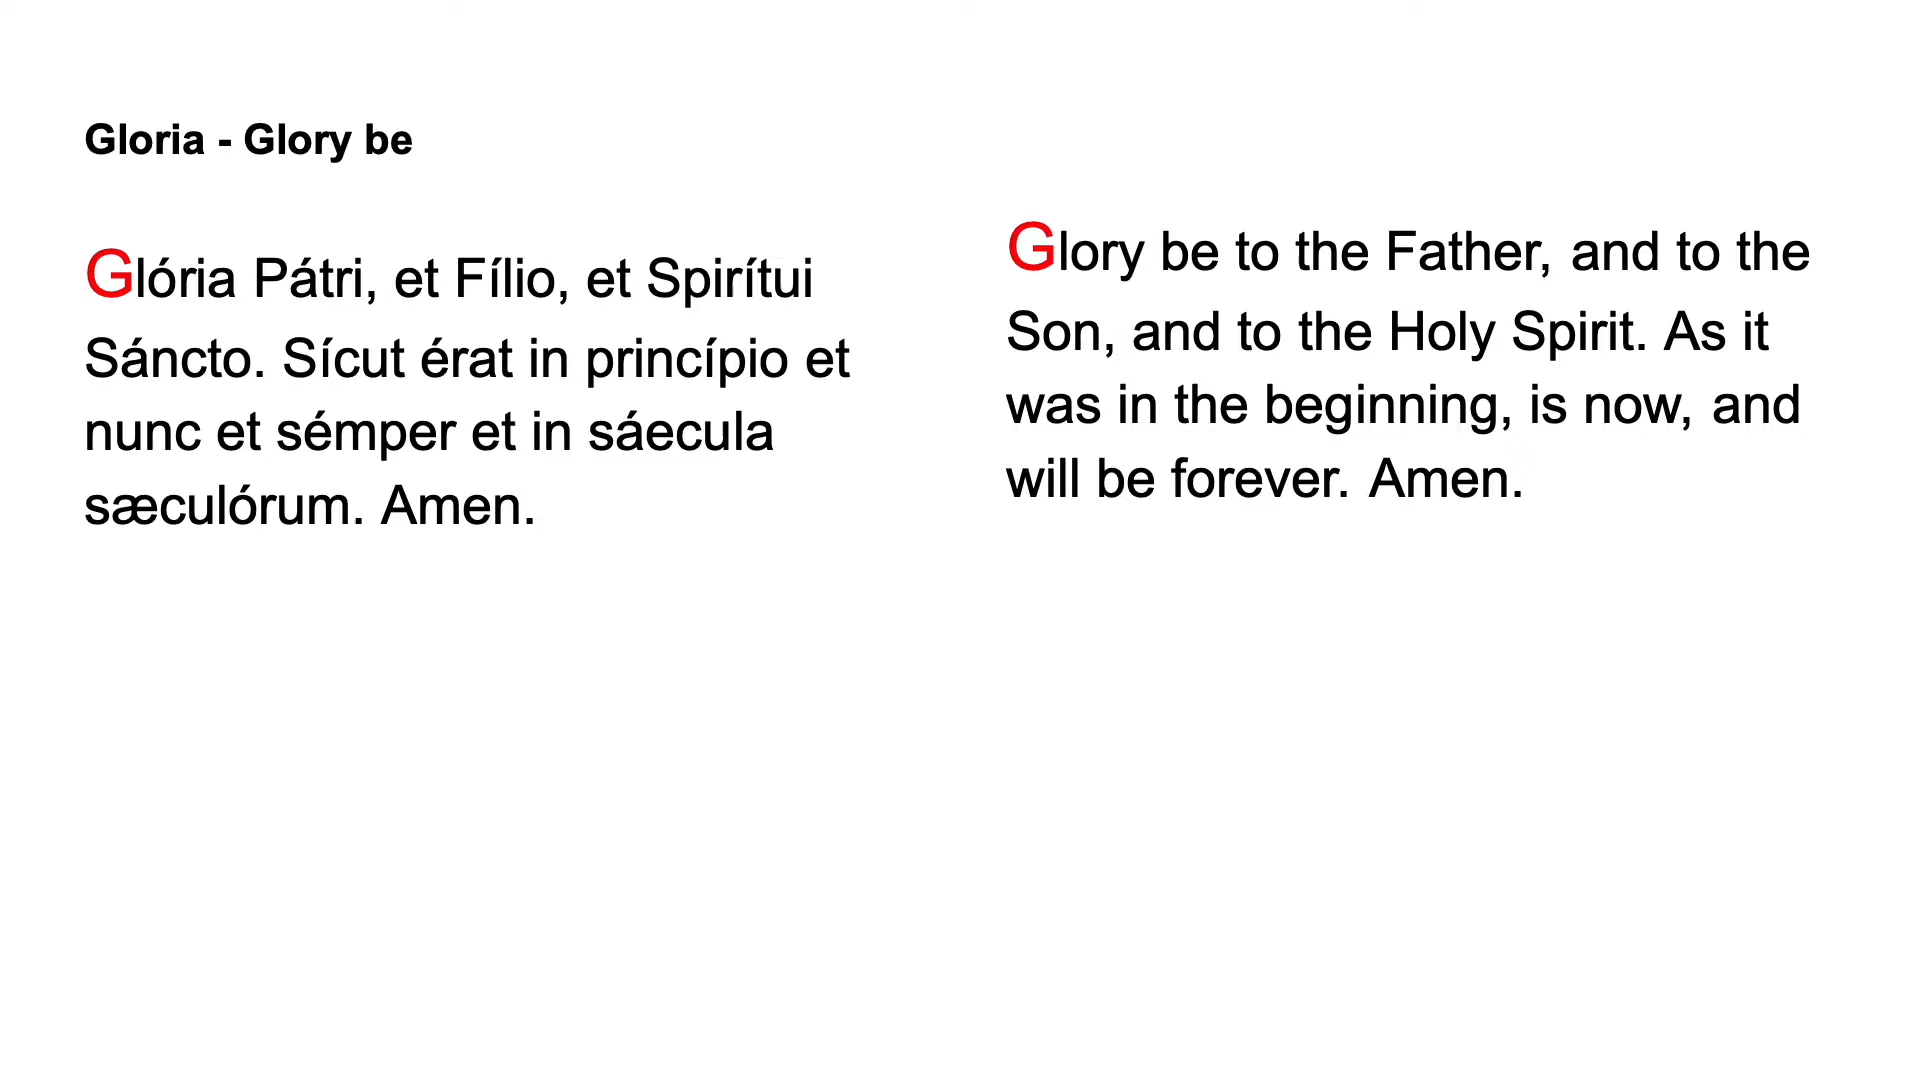 Gloria - Glory be
Glória Pátri, et Fílio, et Spirítui
Sáncto. Sícut érat in princípio et
nunc et sémper et in sáecula
sæculórum. Amen.
Glory be to the Father, and to the
Son, and to the Holy Spirit. As it
was in the beginning, is now, and
will be forever. Amen.